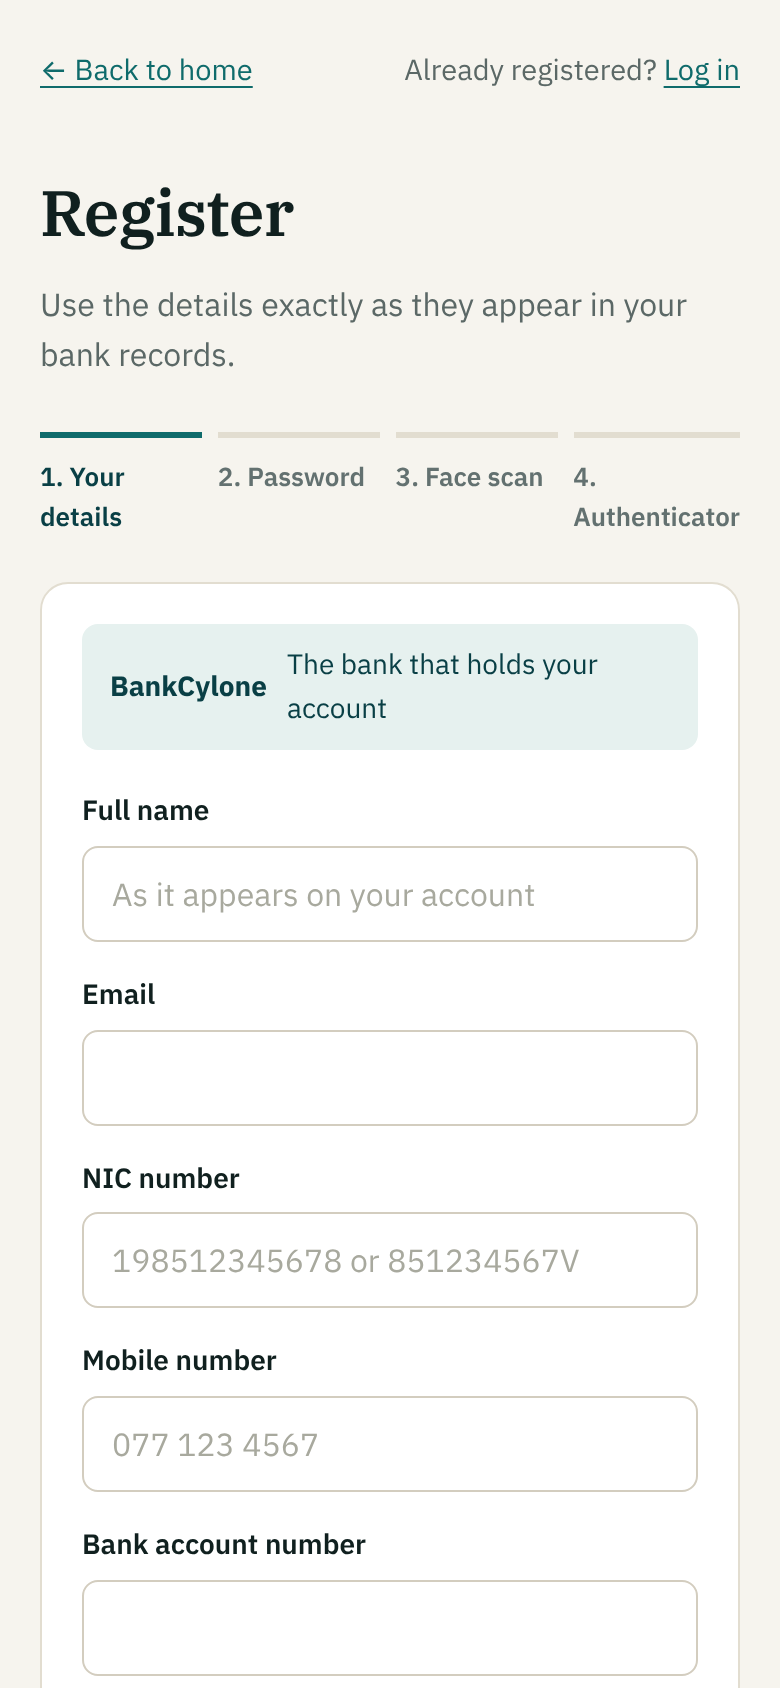 ← Back to home
Already registered? Log in
Register
Use the details exactly as they appear in your
bank records.
1. Your
details
2. Password
3. Face scan
4.
Authenticator
BankCylone
The bank that holds your
account
Full name
As it appears on your account
Email
NIC number
198512345678 or 851234567V
Mobile number
077 123 4567
Bank account number